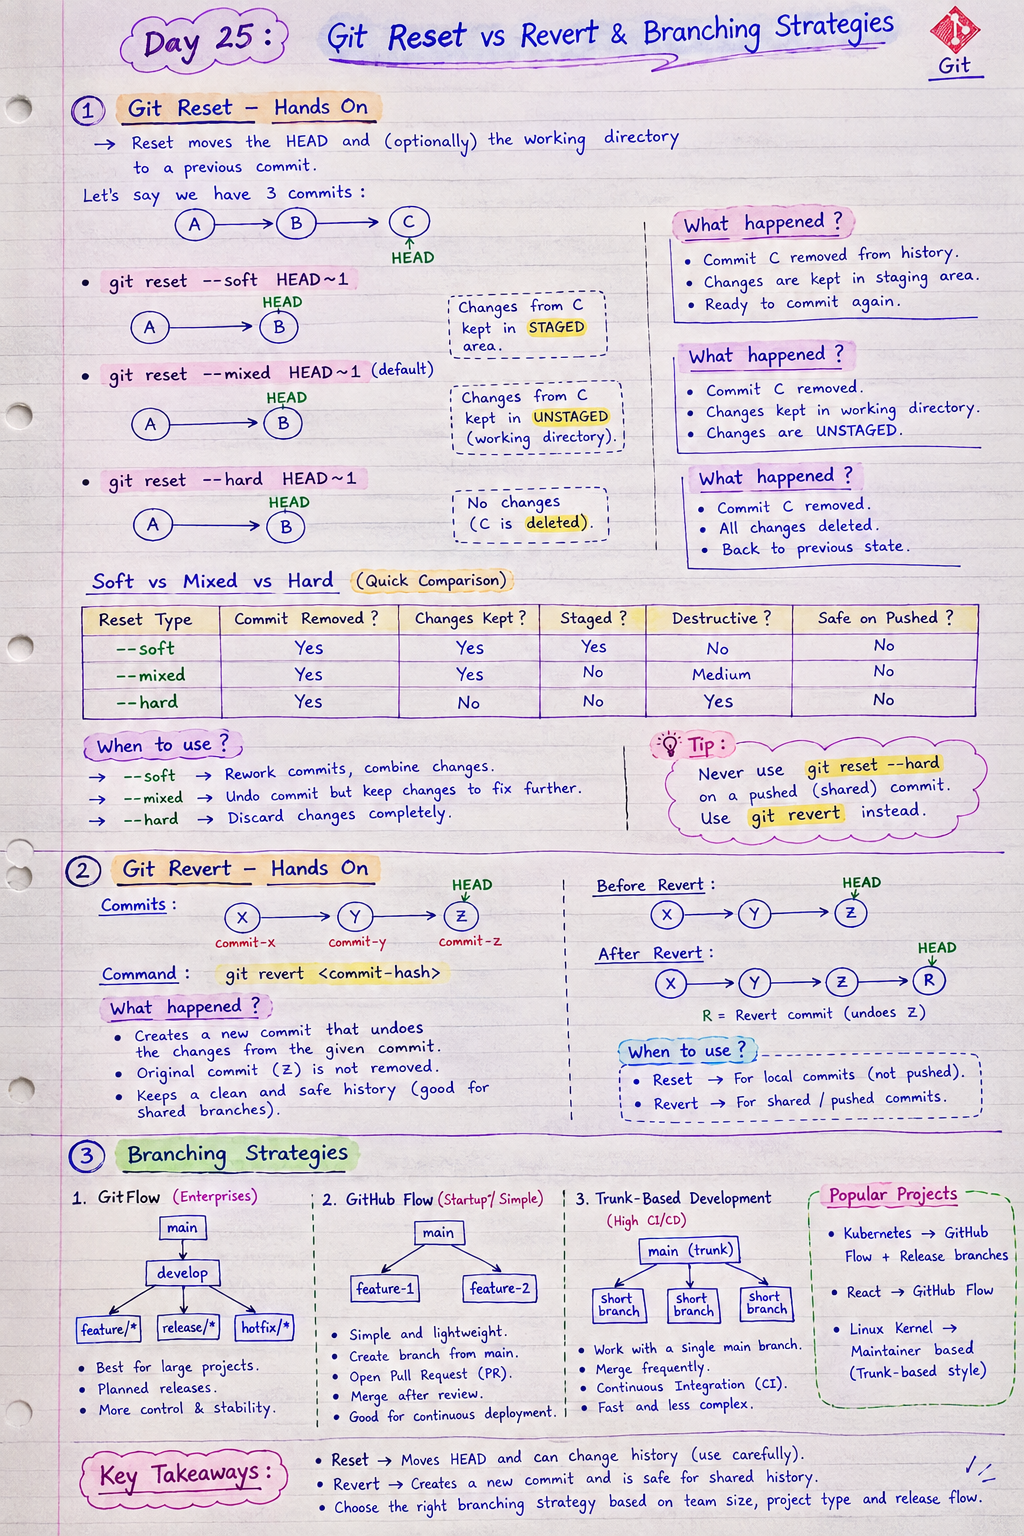 Day 25:
Git Reset vs Revert & Branching Strategies
Git
1 Git Reset – Hands On
→ Reset moves the HEAD and (optionally) the working directory
to a previous commit.
Let's say we have 3 commits :
A B C
HEAD
• git reset --soft HEAD~1
HEAD
A B
Changes from C
kept in STAGED
area.
What happened ?
• Commit C removed from history.
• Changes are kept in staging area.
• Ready to commit again.
• git reset --mixed HEAD~1 (default)
HEAD
A B
Changes from C
kept in UNSTAGED
(working directory).
What happened ?
• Commit C removed.
• Changes kept in working directory.
• Changes are UNSTAGED.
• git reset --hard HEAD~1
HEAD
A B
No changes
(C is deleted).
What happened ?
• Commit C removed.
• All changes deleted.
• Back to previous state.
Soft vs Mixed vs Hard (Quick Comparison)
Reset Type Commit Removed ? Changes Kept ? Staged ? Destructive ? Safe on Pushed ?
--soft Yes Yes Yes No No
--mixed Yes Yes No Medium No
--hard Yes No No Yes No
When to use ?
→ --soft → Rework commits, combine changes.
→ --mixed → Undo commit but keep changes to fix further.
→ --hard → Discard changes completely.
Tip:
Never use git reset --hard
on a pushed (shared) commit.
Use git revert instead.
2 Git Revert – Hands On
Commits :
HEAD
X Y Z
commit-x commit-y commit-z
Command : git revert <commit-hash>
What happened ?
• Creates a new commit that undoes
the changes from the given commit.
• Original commit (Z) is not removed.
• Keeps a clean and safe history (good for
shared branches).
Before Revert :
HEAD
X Y Z
After Revert :
HEAD
X Y Z R
R = Revert commit (undoes Z)
When to use ?
• Reset → For local commits (not pushed).
• Revert → For shared / pushed commits.
3 Branching Strategies
1. GitFlow (Enterprises)
main
develop
feature/* release/* hotfix/*
• Best for large projects.
• Planned releases.
• More control & stability.
2. GitHub Flow (Startup"/ Simple)
main
feature-1 feature-2
• Simple and lightweight.
• Create branch from main.
• Open Pull Request (PR).
• Merge after review.
• Good for continuous deployment.
3. Trunk-Based Development
(High CI/CD)
main (trunk)
short short short
branch branch branch
• Work with a single main branch.
• Merge frequently.
• Continuous Integration (CI).
• Fast and less complex.
Popular Projects
• Kubernetes → GitHub
Flow + Release branches
• React → GitHub Flow
• Linux Kernel →
Maintainer based
(Trunk-based style)
Key Takeaways :
• Reset → Moves HEAD and can change history (use carefully).
• Revert → Creates a new commit and is safe for shared history.
• Choose the right branching strategy based on team size, project type and release flow.